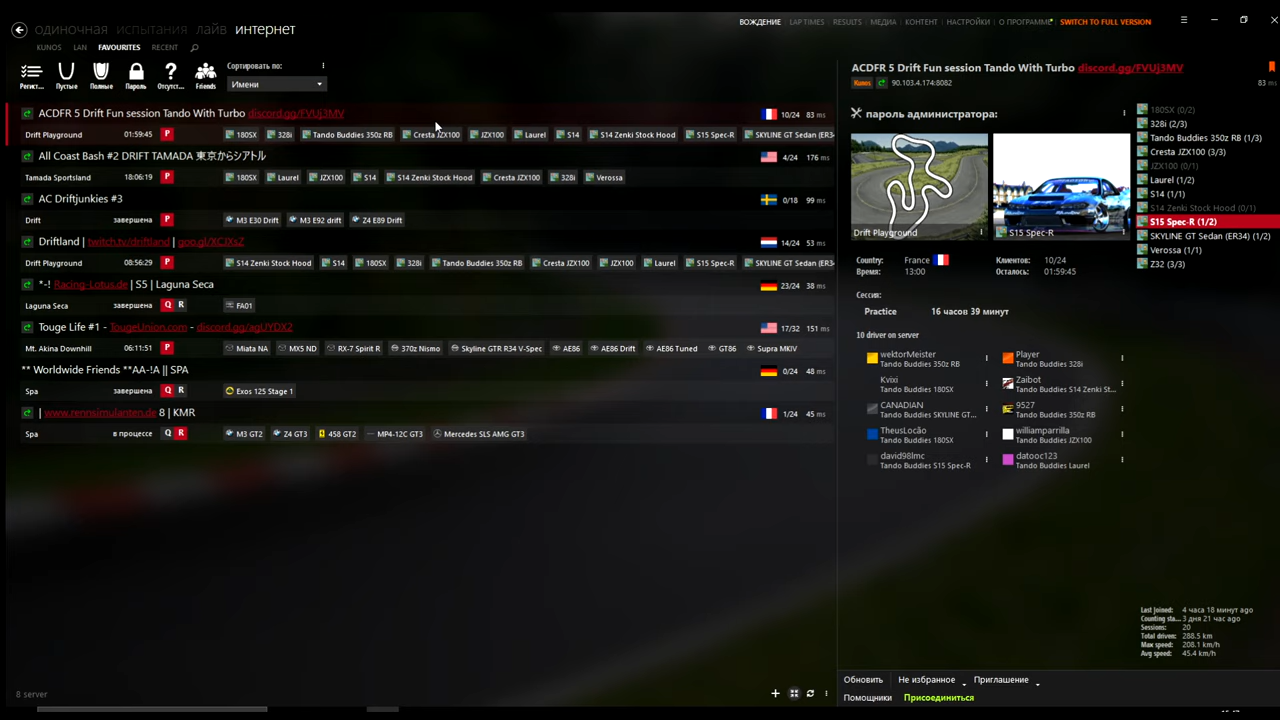 одиночная испытания лайв интернет
ВОЖДЕНИЕ LAP TIMES RESULTS МЕДИА КОНТЕНТ НАСТРОЙКИ О ПРОГРАММЕ SWITCH TO FULL VERSION
KUNOS LAN FAVOURITES RECENT
Регист... Пустые Полные Пароль Отсутст... Friends
Сортировать по:
Имени
ACDFR 5 Drift Fun session Tando With Turbo discord.gg/FVUj3MV 10/24 83 ms
Drift Playground 01:59:45 P 180SX 328i Tando Buddies 350z RB Cresta JZX100 JZX100 Laurel S14 S14 Zenki Stock Hood S15 Spec-R SKYLINE GT Sedan (ER34
All Coast Bash #2 DRIFT TAMADA 東京からシアトル 4/24 176 ms
Tamada Sportsland 18:06:19 P 180SX Laurel JZX100 S14 S14 Zenki Stock Hood Cresta JZX100 328i Verossa
AC Driftjunkies #3 0/18 99 ms
Drift завершена P M3 E30 Drift M3 E92 drift Z4 E89 Drift
Driftland | twitch.tv/driftland | goo.gl/XCJXsZ 14/24 53 ms
Drift Playground 08:56:29 P S14 Zenki Stock Hood S14 180SX 328i Tando Buddies 350z RB Cresta JZX100 JZX100 Laurel S15 Spec-R SKYLINE GT Sedan (ER34
*-! Racing-Lotus.de | S5 | Laguna Seca 23/24 38 ms
Laguna Seca завершена Q R FA01
Touge Life #1 - TougeUnion.com - discord.gg/agUYDX2 17/32 151 ms
Mt. Akina Downhill 06:11:51 P Miata NA MX5 ND RX-7 Spirit R 370z Nismo Skyline GTR R34 V-Spec AE86 AE86 Drift AE86 Tuned GT86 Supra MKIV
** Worldwide Friends **AA-!A || SPA 0/24 48 ms
Spa завершена Q R Exos 125 Stage 1
| www.rennsimulanten.de 8 | KMR 1/24 45 ms
Spa в процессе Q R M3 GT2 Z4 GT3 458 GT2 MP4-12C GT3 Mercedes SLS AMG GT3
8 server
ACDFR 5 Drift Fun session Tando With Turbo discord.gg/FVUj3MV
Kunos 90.103.4.174:8082 83 ms
пароль администратора:
Drift Playground S15 Spec-R
Country: France Клиентов: 10/24
Время: 13:00 Осталось: 01:59:45
Сессия:
Practice 16 часов 39 минут
10 driver on server
wektorMeister Player
Tando Buddies 350z RB Tando Buddies 328i
Kvixi Zaibot
Tando Buddies 180SX Tando Buddies S14 Zenki St...
CANADIAN 9527
Tando Buddies SKYLINE GT... Tando Buddies 350z RB
TheusLocão williamparrilla
Tando Buddies 180SX Tando Buddies JZX100
david98lmc datooc123
Tando Buddies S15 Spec-R Tando Buddies Laurel
180SX (0/2)
328i (2/3)
Tando Buddies 350z RB (1/3)
Cresta JZX100 (3/3)
JZX100 (0/1)
Laurel (1/2)
S14 (1/1)
S14 Zenki Stock Hood (0/1)
S15 Spec-R (1/2)
SKYLINE GT Sedan (ER34) (1/2)
Verossa (1/1)
Z32 (3/3)
Last Joined: 4 часа 18 минут ago
Counting sta... 3 дня 21 час ago
Sessions: 20
Total driven: 288.5 km
Max speed: 208.1 km/h
Avg speed: 45.4 km/h
Обновить Не избранное Приглашение
Помощники Присоединиться